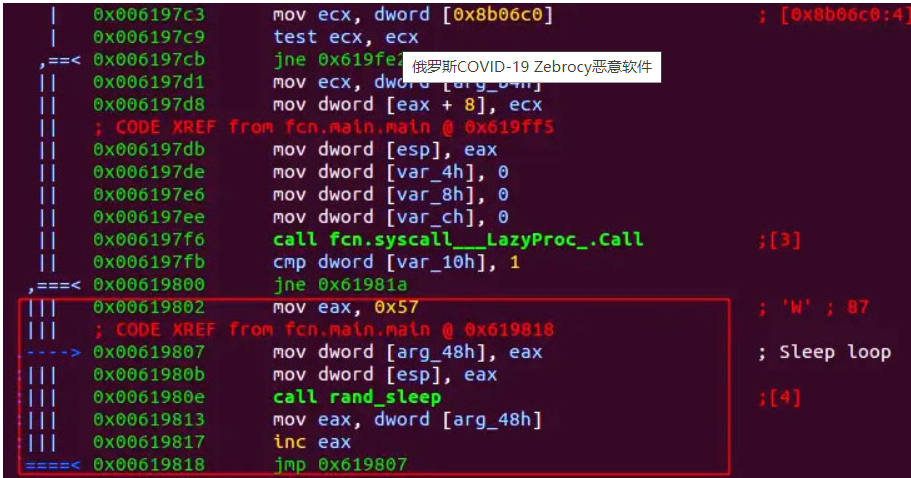 0x006197c3 mov ecx, dword [0x8b06c0] ; [0x8b06c0:4]
0x006197c9 test ecx, ecx
0x006197cb jne 0x619fe
俄罗斯COVID-19 Zebrocy恶意软件
0x006197d1 mov ecx, dword
0x006197d8 mov dword [eax + 8], ecx
; CODE XREF from fcn.main.main @ 0x619ff5
0x006197db mov dword [esp], eax
0x006197de mov dword [var_4h], 0
0x006197e6 mov dword [var_8h], 0
0x006197ee mov dword [var_ch], 0
0x006197f6 call fcn.syscall___LazyProc_.Call ;[3]
0x006197fb cmp dword [var_10h], 1
0x00619800 jne 0x61981a
0x00619802 mov eax, 0x57 ; 'W' ; 87
; CODE XREF from fcn.main.main @ 0x619818
0x00619807 mov dword [arg_48h], eax ; Sleep loop
0x0061980b mov dword [esp], eax
0x0061980e call rand_sleep ;[4]
0x00619813 mov eax, dword [arg_48h]
0x00619817 inc eax
0x00619818 jmp 0x619807